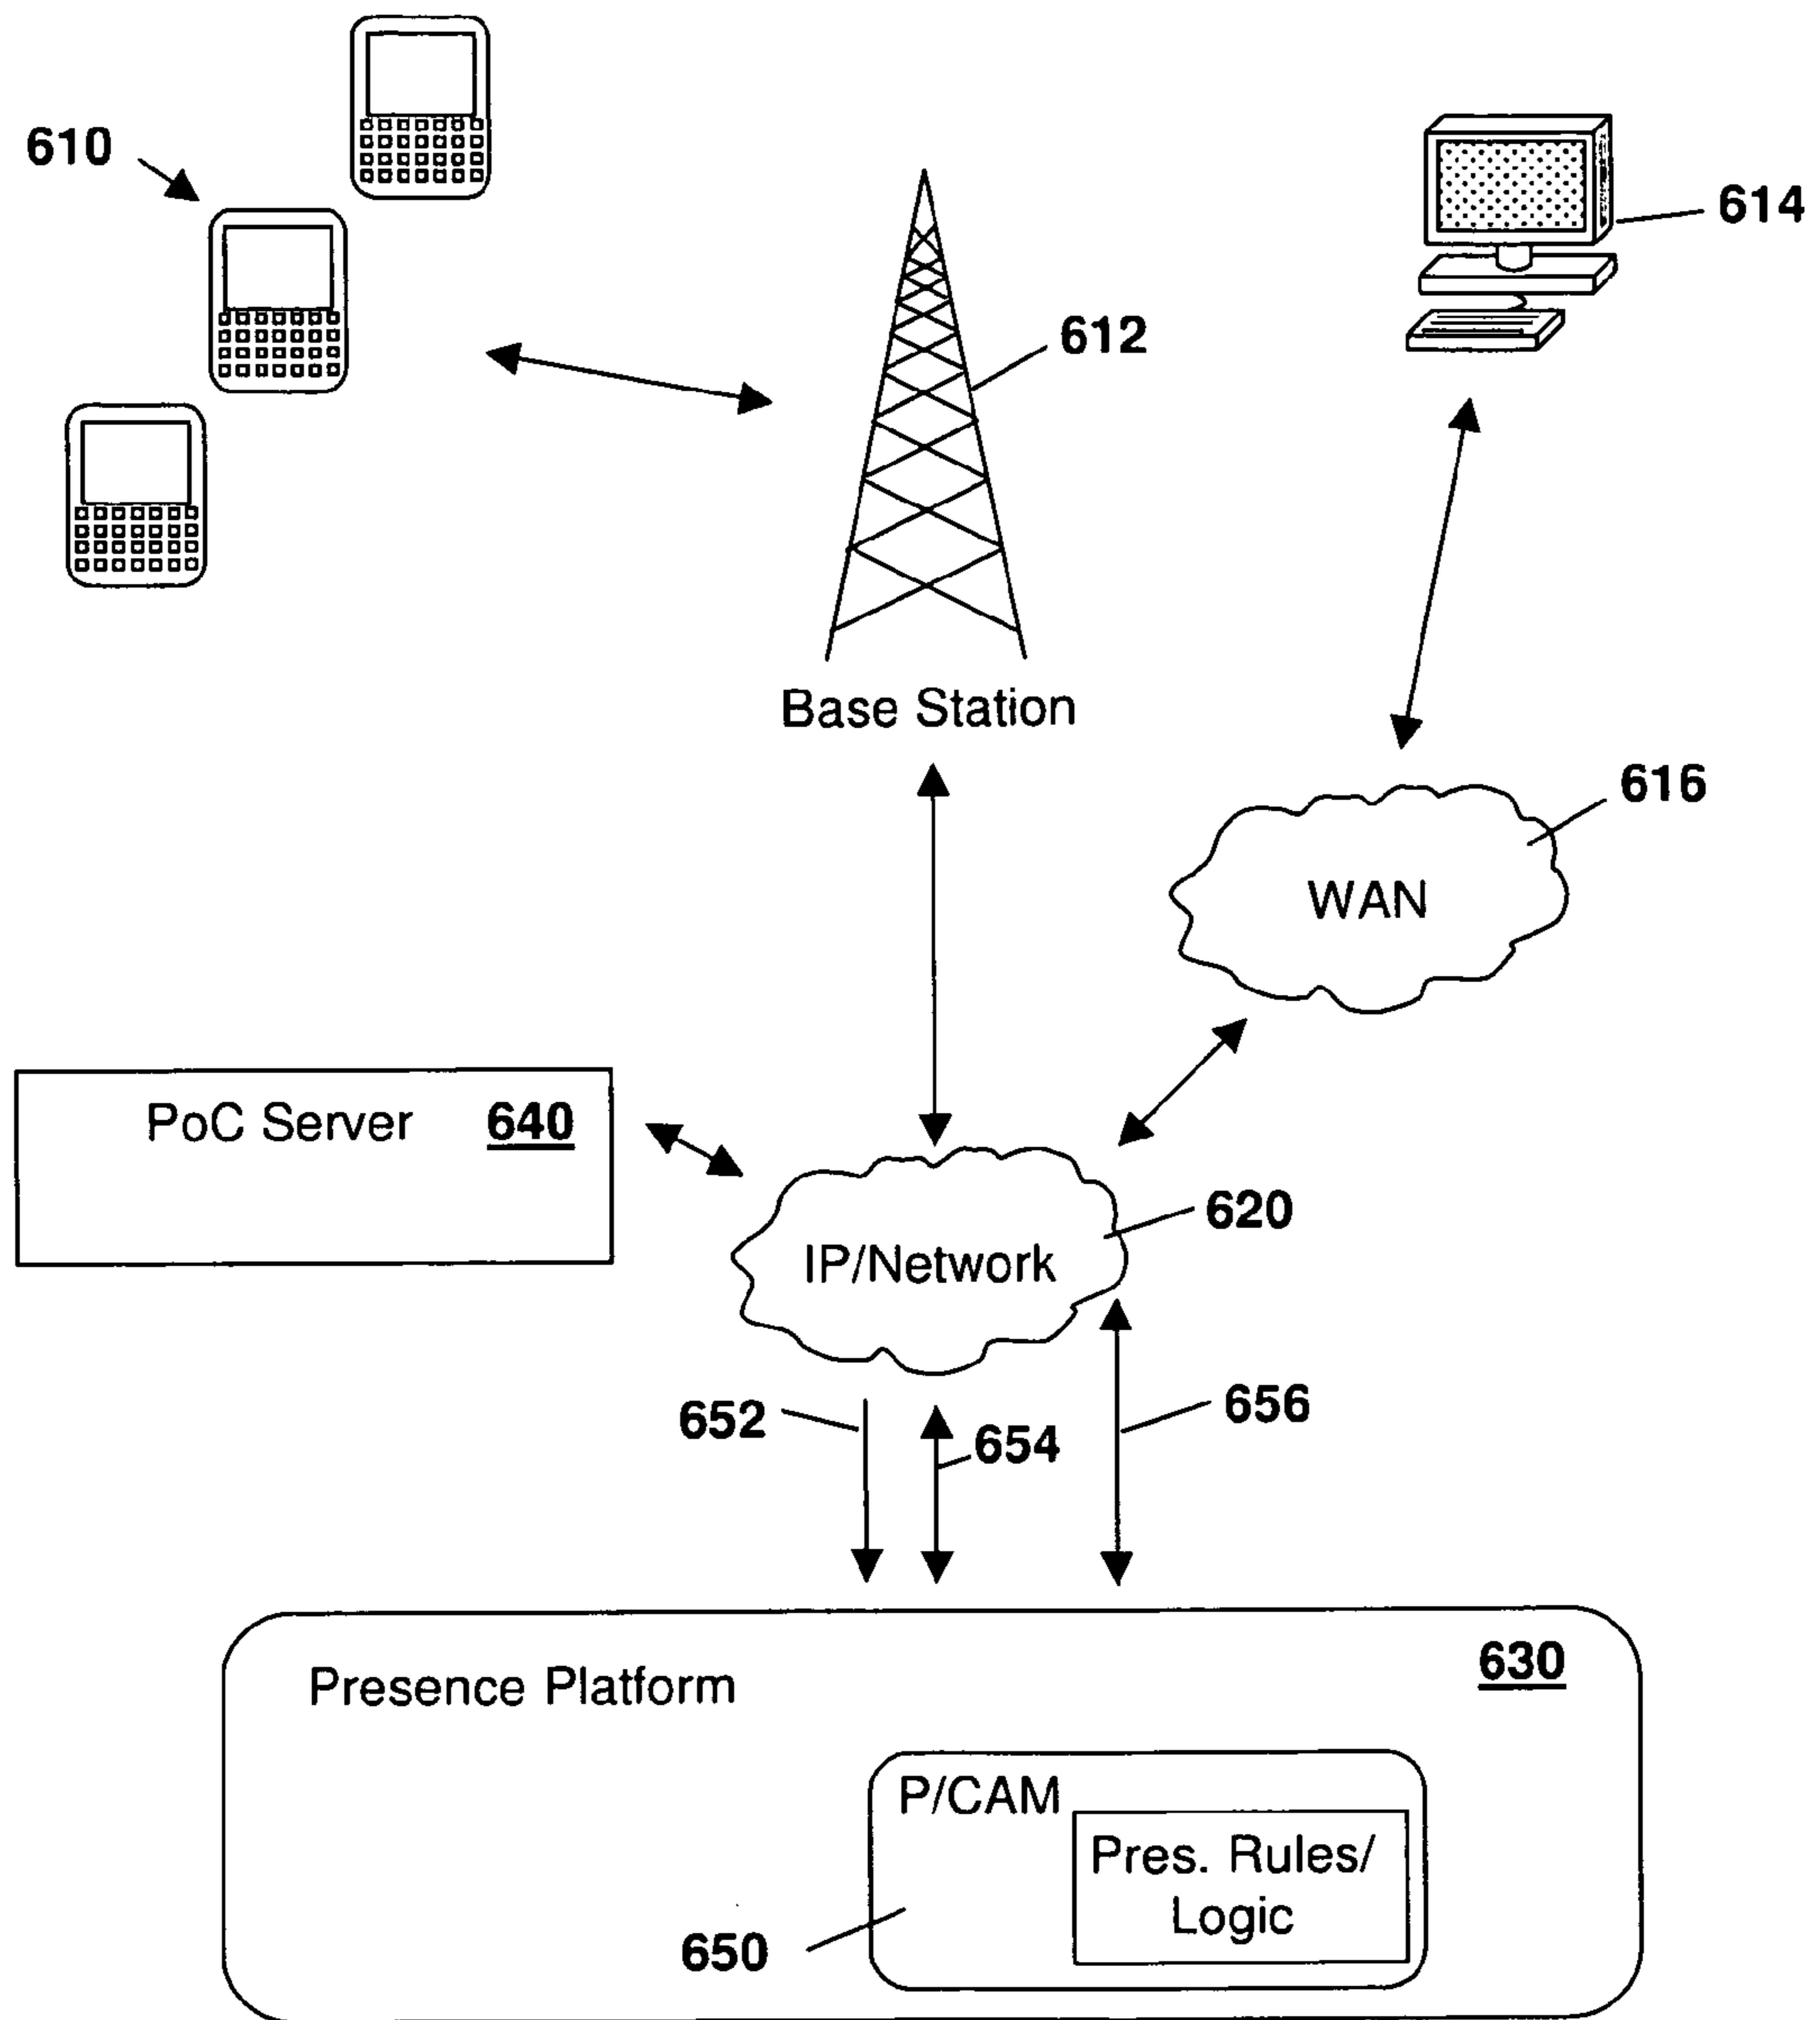 610
614
612
Base Station
616
WAN
PoC Server 640
620
IP/Network
652
654
656
630
Presence Platform
P/CAM
Pres. Rules/
Logic
650